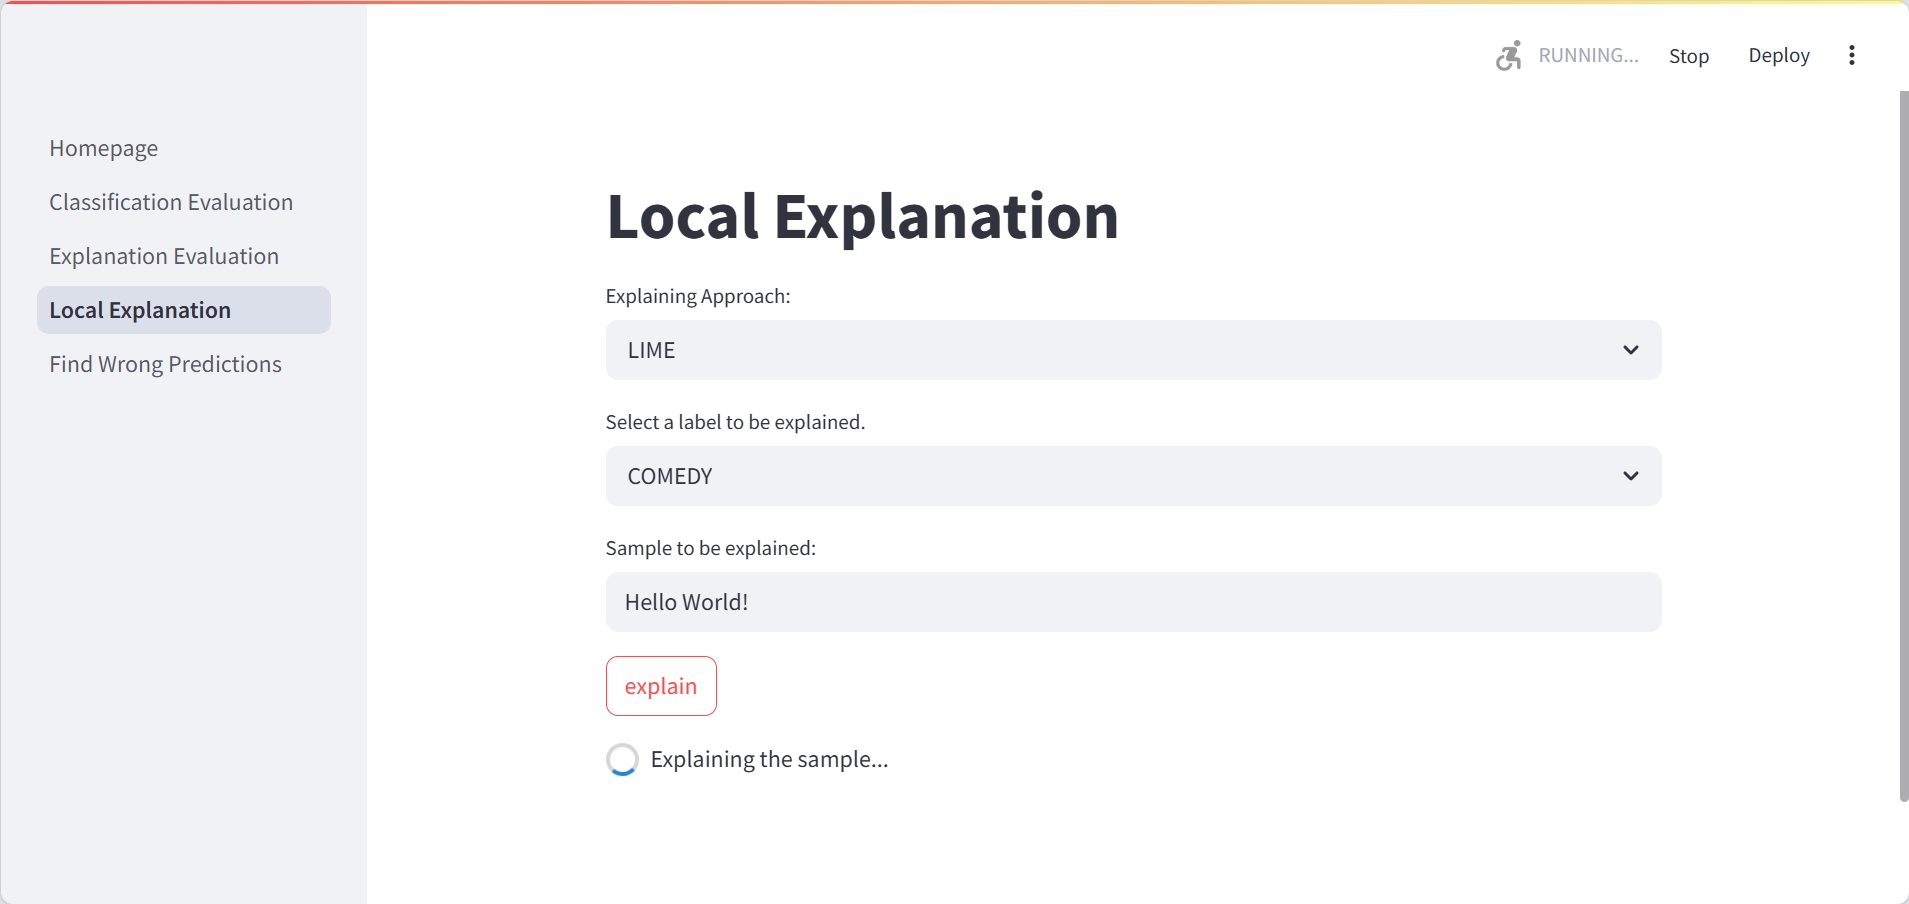 RUNNING...
Stop
Deploy
Homepage
Classification Evaluation
Explanation Evaluation
Local Explanation
Find Wrong Predictions
Local Explanation
Explaining Approach:
LIME
Select a label to be explained.
COMEDY
Sample to be explained:
Hello World!
explain
Explaining the sample...